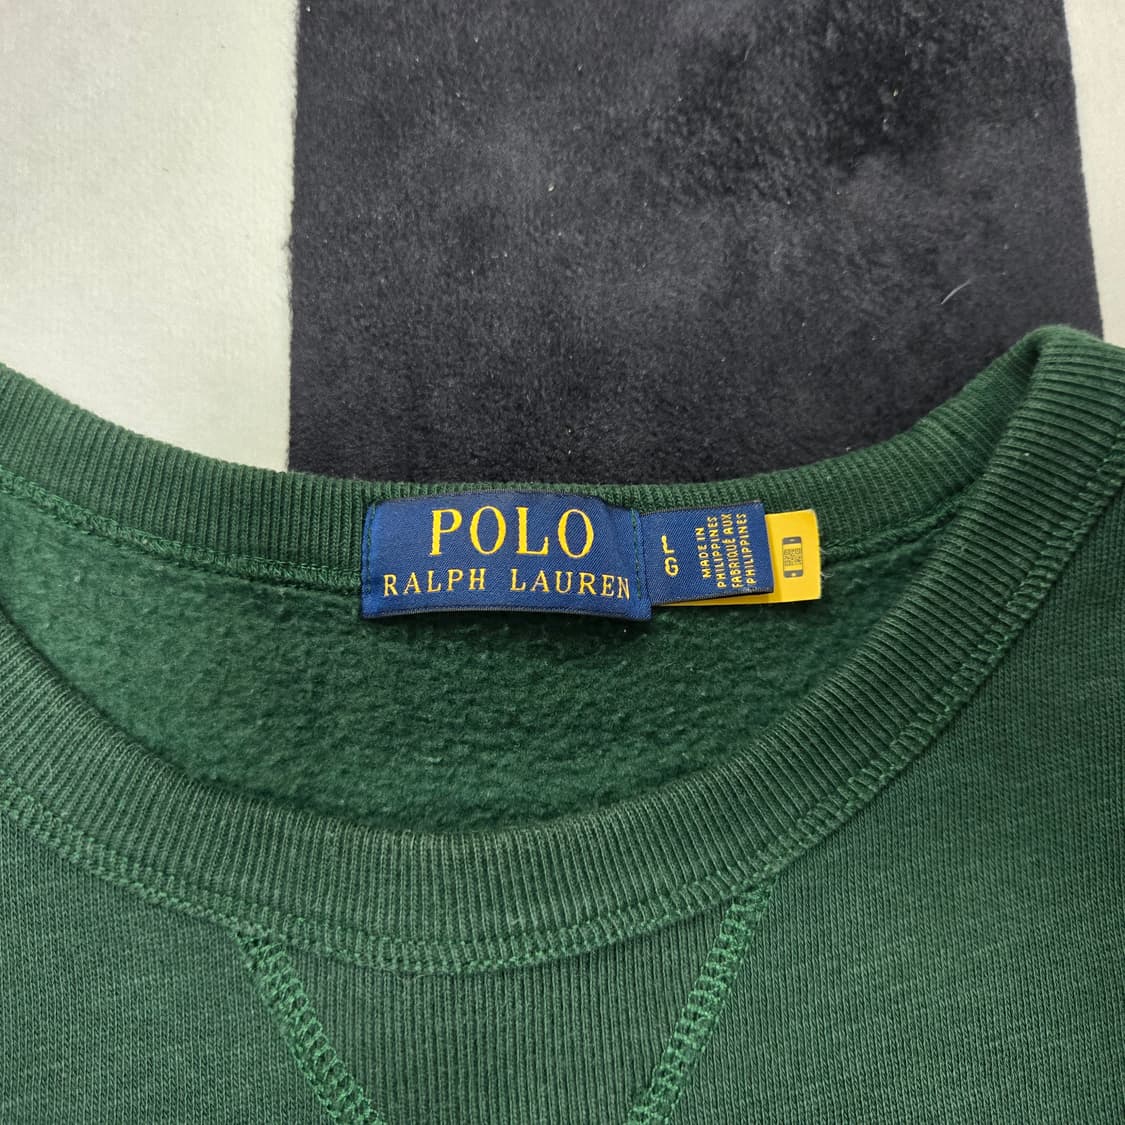 POLO
RALPH LAUREN
L
G
MADE IN
PHILIPPINES
FABRIQUÉ AUX
PHILIPPINES